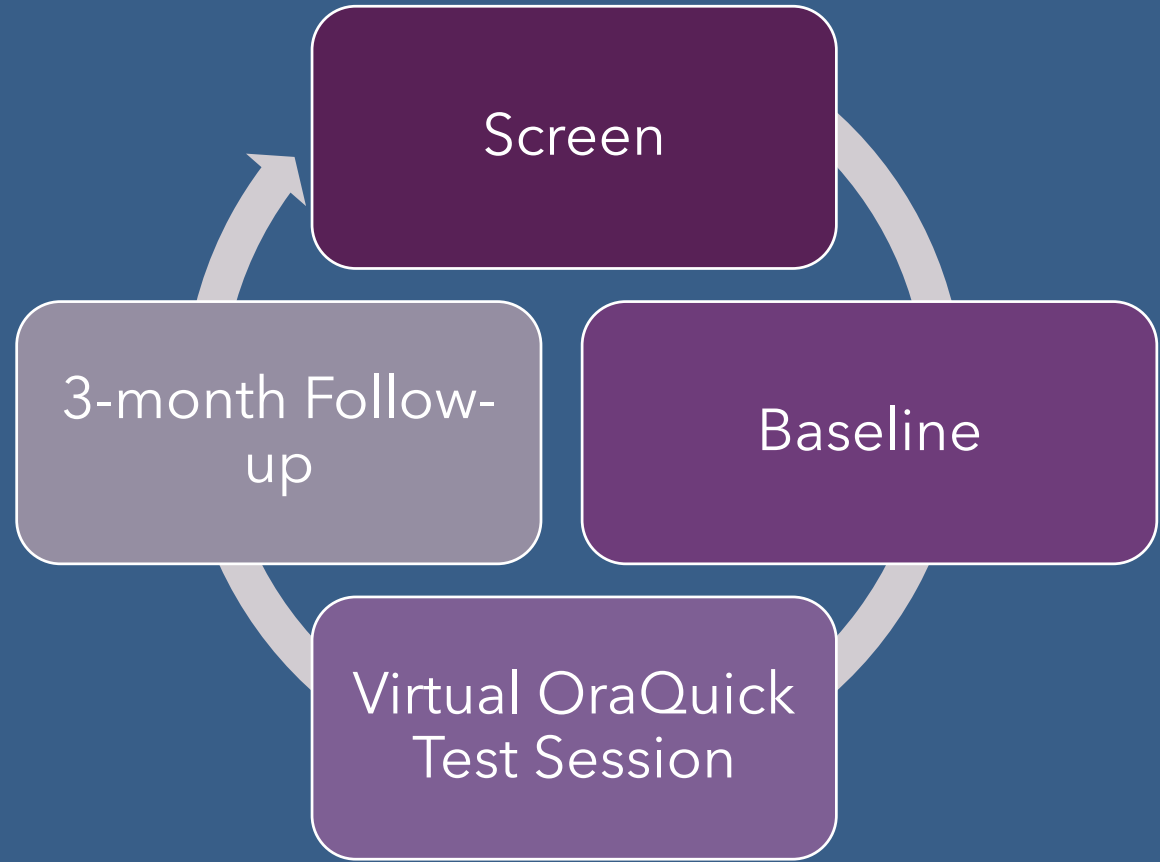 Screen
Baseline
Virtual OraQuick
Test Session
3-month Follow-
up